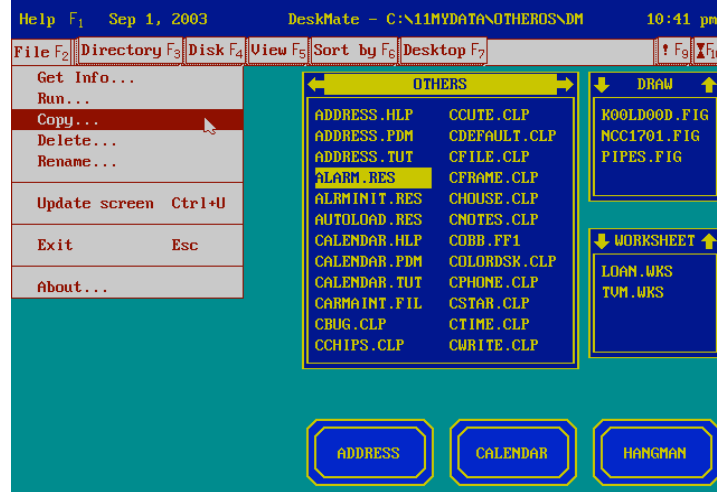 Help F1 Sep 1, 2003 DeskMate - C:\11MYDATA\OTHEROS\DM 10:41 pm
File F2 Directory F3 Disk F4 View F5 Sort by F6 Desktop F7 ! F9 F10
Get Info...
Run...
Copy...
Delete...
Rename...
Update screen Ctrl+U
Exit Esc
About...
OTHERS
ADDRESS.HLP CCUTE.CLP
ADDRESS.PDM CDEFAULT.CLP
ADDRESS.TUT CFILE.CLP
ALARM.RES CFRAME.CLP
ALRMINIT.RES CHOUSE.CLP
AUTOLOAD.RES CNOTES.CLP
CALENDAR.HLP COBB.FF1
CALENDAR.PDM COLORDSK.CLP
CALENDAR.TUT CPHONE.CLP
CARMAINT.FIL CSTAR.CLP
CBUG.CLP CTIME.CLP
CCHIPS.CLP CWRITE.CLP
DRAW
K00LD00D.FIG
NCC1701.FIG
PIPES.FIG
WORKSHEET
LOAN.WKS
TVM.WKS
ADDRESS
CALENDAR
HANGMAN